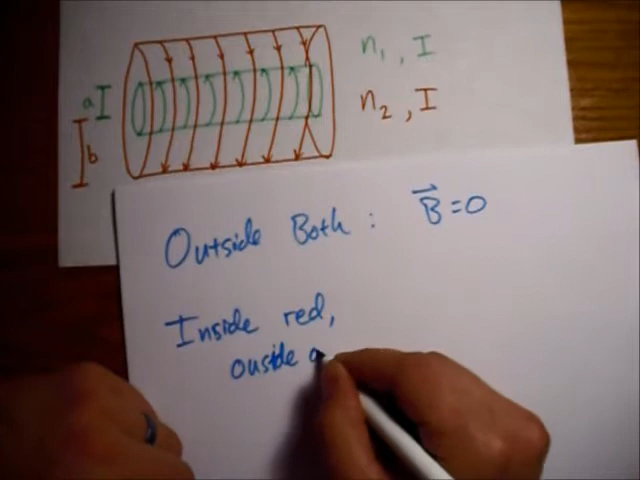 n₁, I
a
n₂, I
b
Outside Both: B⃗=0
Inside red,
ouside